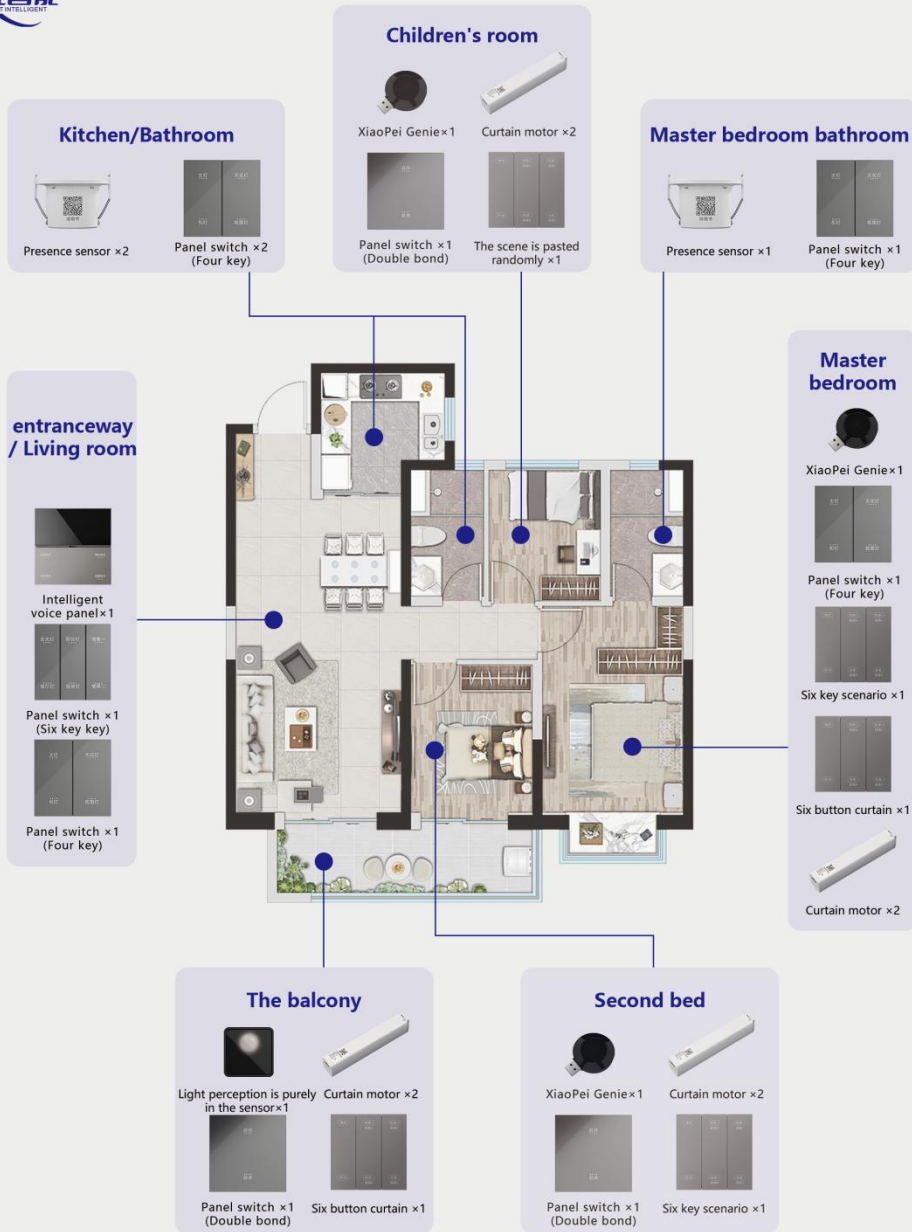 T INTELLIGENT
Children's room
XiaoPei Genie×1
Curtain motor ×2
Panel switch ×1
(Double bond)
The scene is pasted
randomly ×1
Kitchen/Bathroom
Presence sensor ×2
Panel switch ×2
(Four key)
Master bedroom bathroom
Presence sensor ×1
Panel switch ×1
(Four key)
entranceway
/ Living room
Intelligent
voice panel×1
Panel switch ×1
(Six key key)
Panel switch ×1
(Four key)
Master
bedroom
XiaoPei Genie×1
Panel switch ×1
(Four key)
Six key scenario ×1
Six button curtain ×1
Curtain motor ×2
The balcony
Light perception is purely
in the sensor×1
Curtain motor ×2
Panel switch ×1
(Double bond)
Six button curtain ×1
Second bed
XiaoPei Genie×1
Curtain motor ×2
Panel switch ×1
(Double bond)
Six key scenario ×1